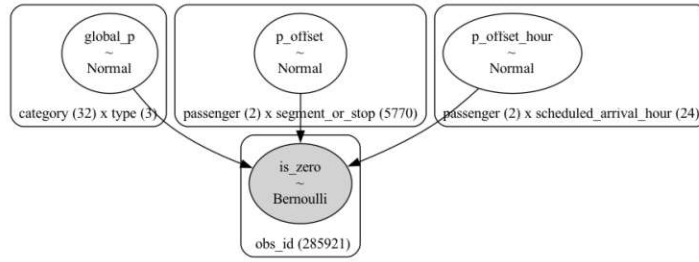 global_p
~
Normal
category (32) x type (3)
p_offset
~
Normal
passenger (2) x segment_or_stop (5770)
p_offset_hour
~
Normal
passenger (2) x scheduled_arrival_hour (24)
is_zero
~
Bernoulli
obs_id (285921)